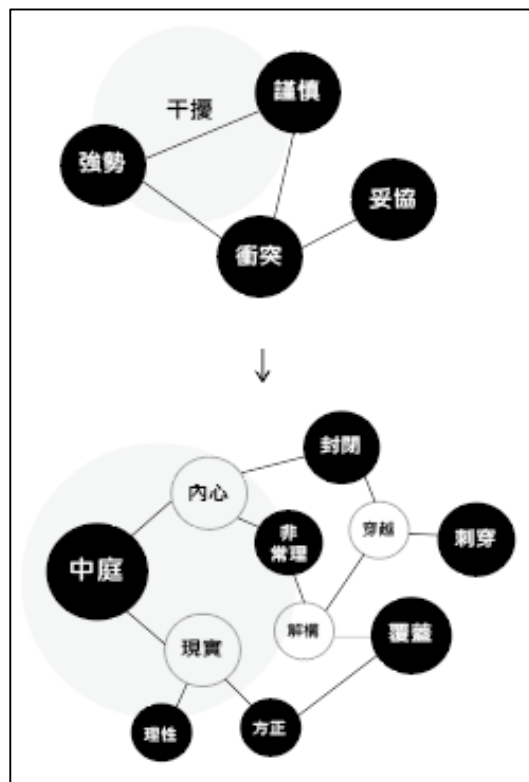 謹慎
干擾
強勢
妥協
衝突
封閉
內心
穿越
非
常理
刺穿
中庭
解構
覆蓋
現實
方正
理性